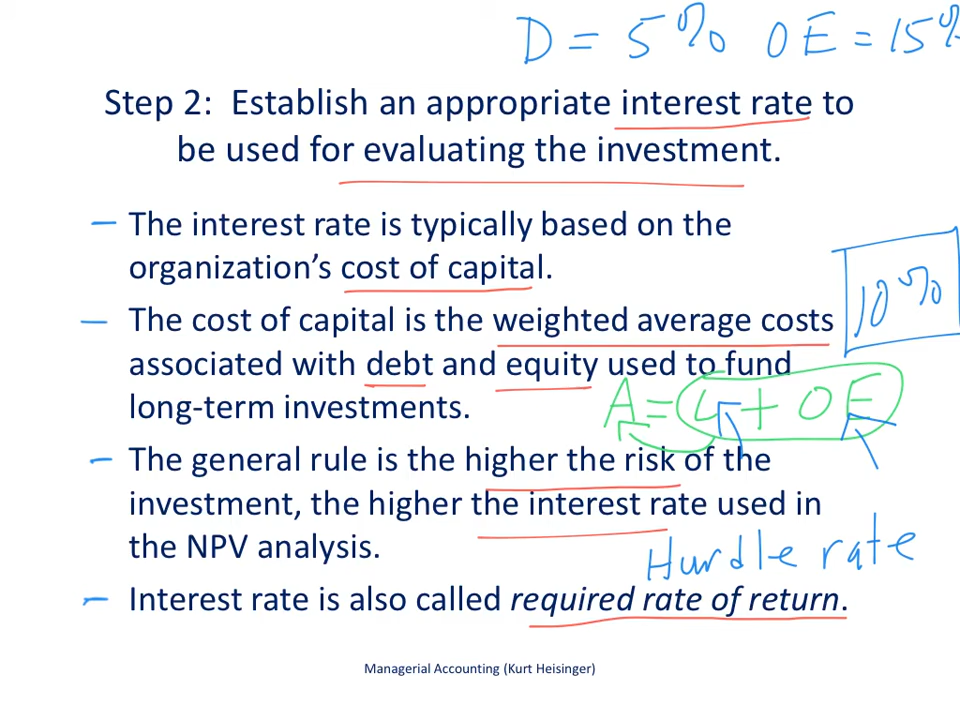 D = 5% OE = 15%
Step 2: Establish an appropriate interest rate to
be used for evaluating the investment.
– The interest rate is typically based on the
organization's cost of capital.
10%
– The cost of capital is the weighted average costs
associated with debt and equity used to fund
long-term investments.
A = L + OE
– The general rule is the higher the risk of the
investment, the higher the interest rate used in
the NPV analysis.
Hurdle rate
– Interest rate is also called required rate of return.
Managerial Accounting (Kurt Heisinger)